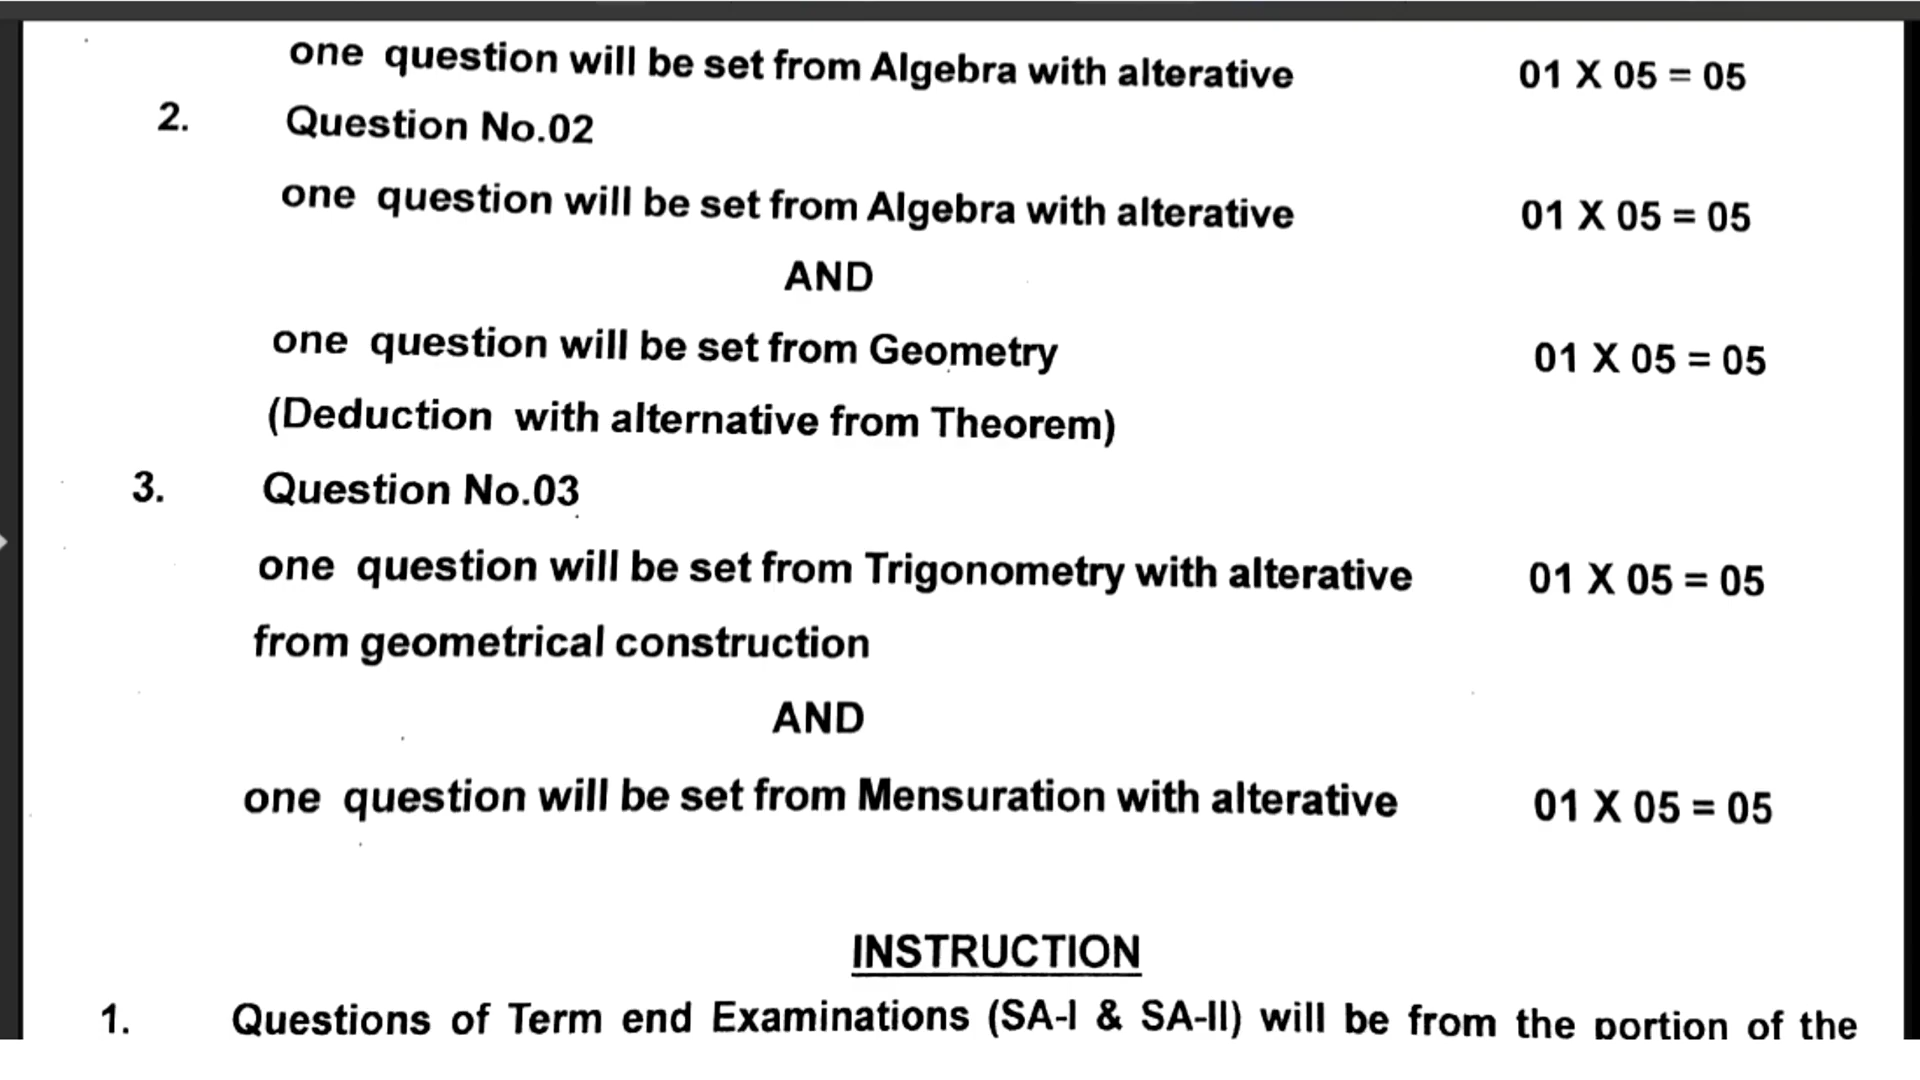 one question will be set from Algebra with alterative 01 X 05 = 05
2. Question No.02
one question will be set from Algebra with alterative 01 X 05 = 05
AND
one question will be set from Geometry 01 X 05 = 05
(Deduction with alternative from Theorem)
3. Question No.03
one question will be set from Trigonometry with alterative 01 X 05 = 05
from geometrical construction
AND
one question will be set from Mensuration with alterative 01 X 05 = 05
INSTRUCTION
1. Questions of Term end Examinations (SA-I & SA-II) will be from the portion of the